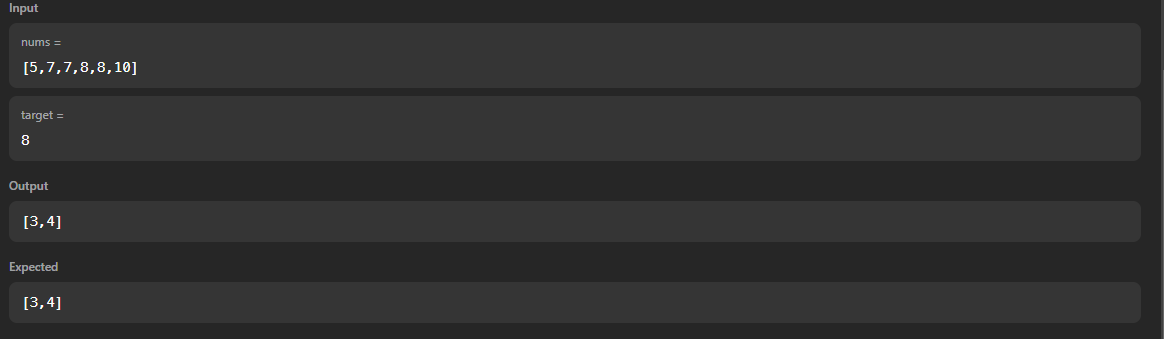 Input
nums =
[5,7,7,8,8,10]
target =
8
Output
[3,4]
Expected
[3,4]